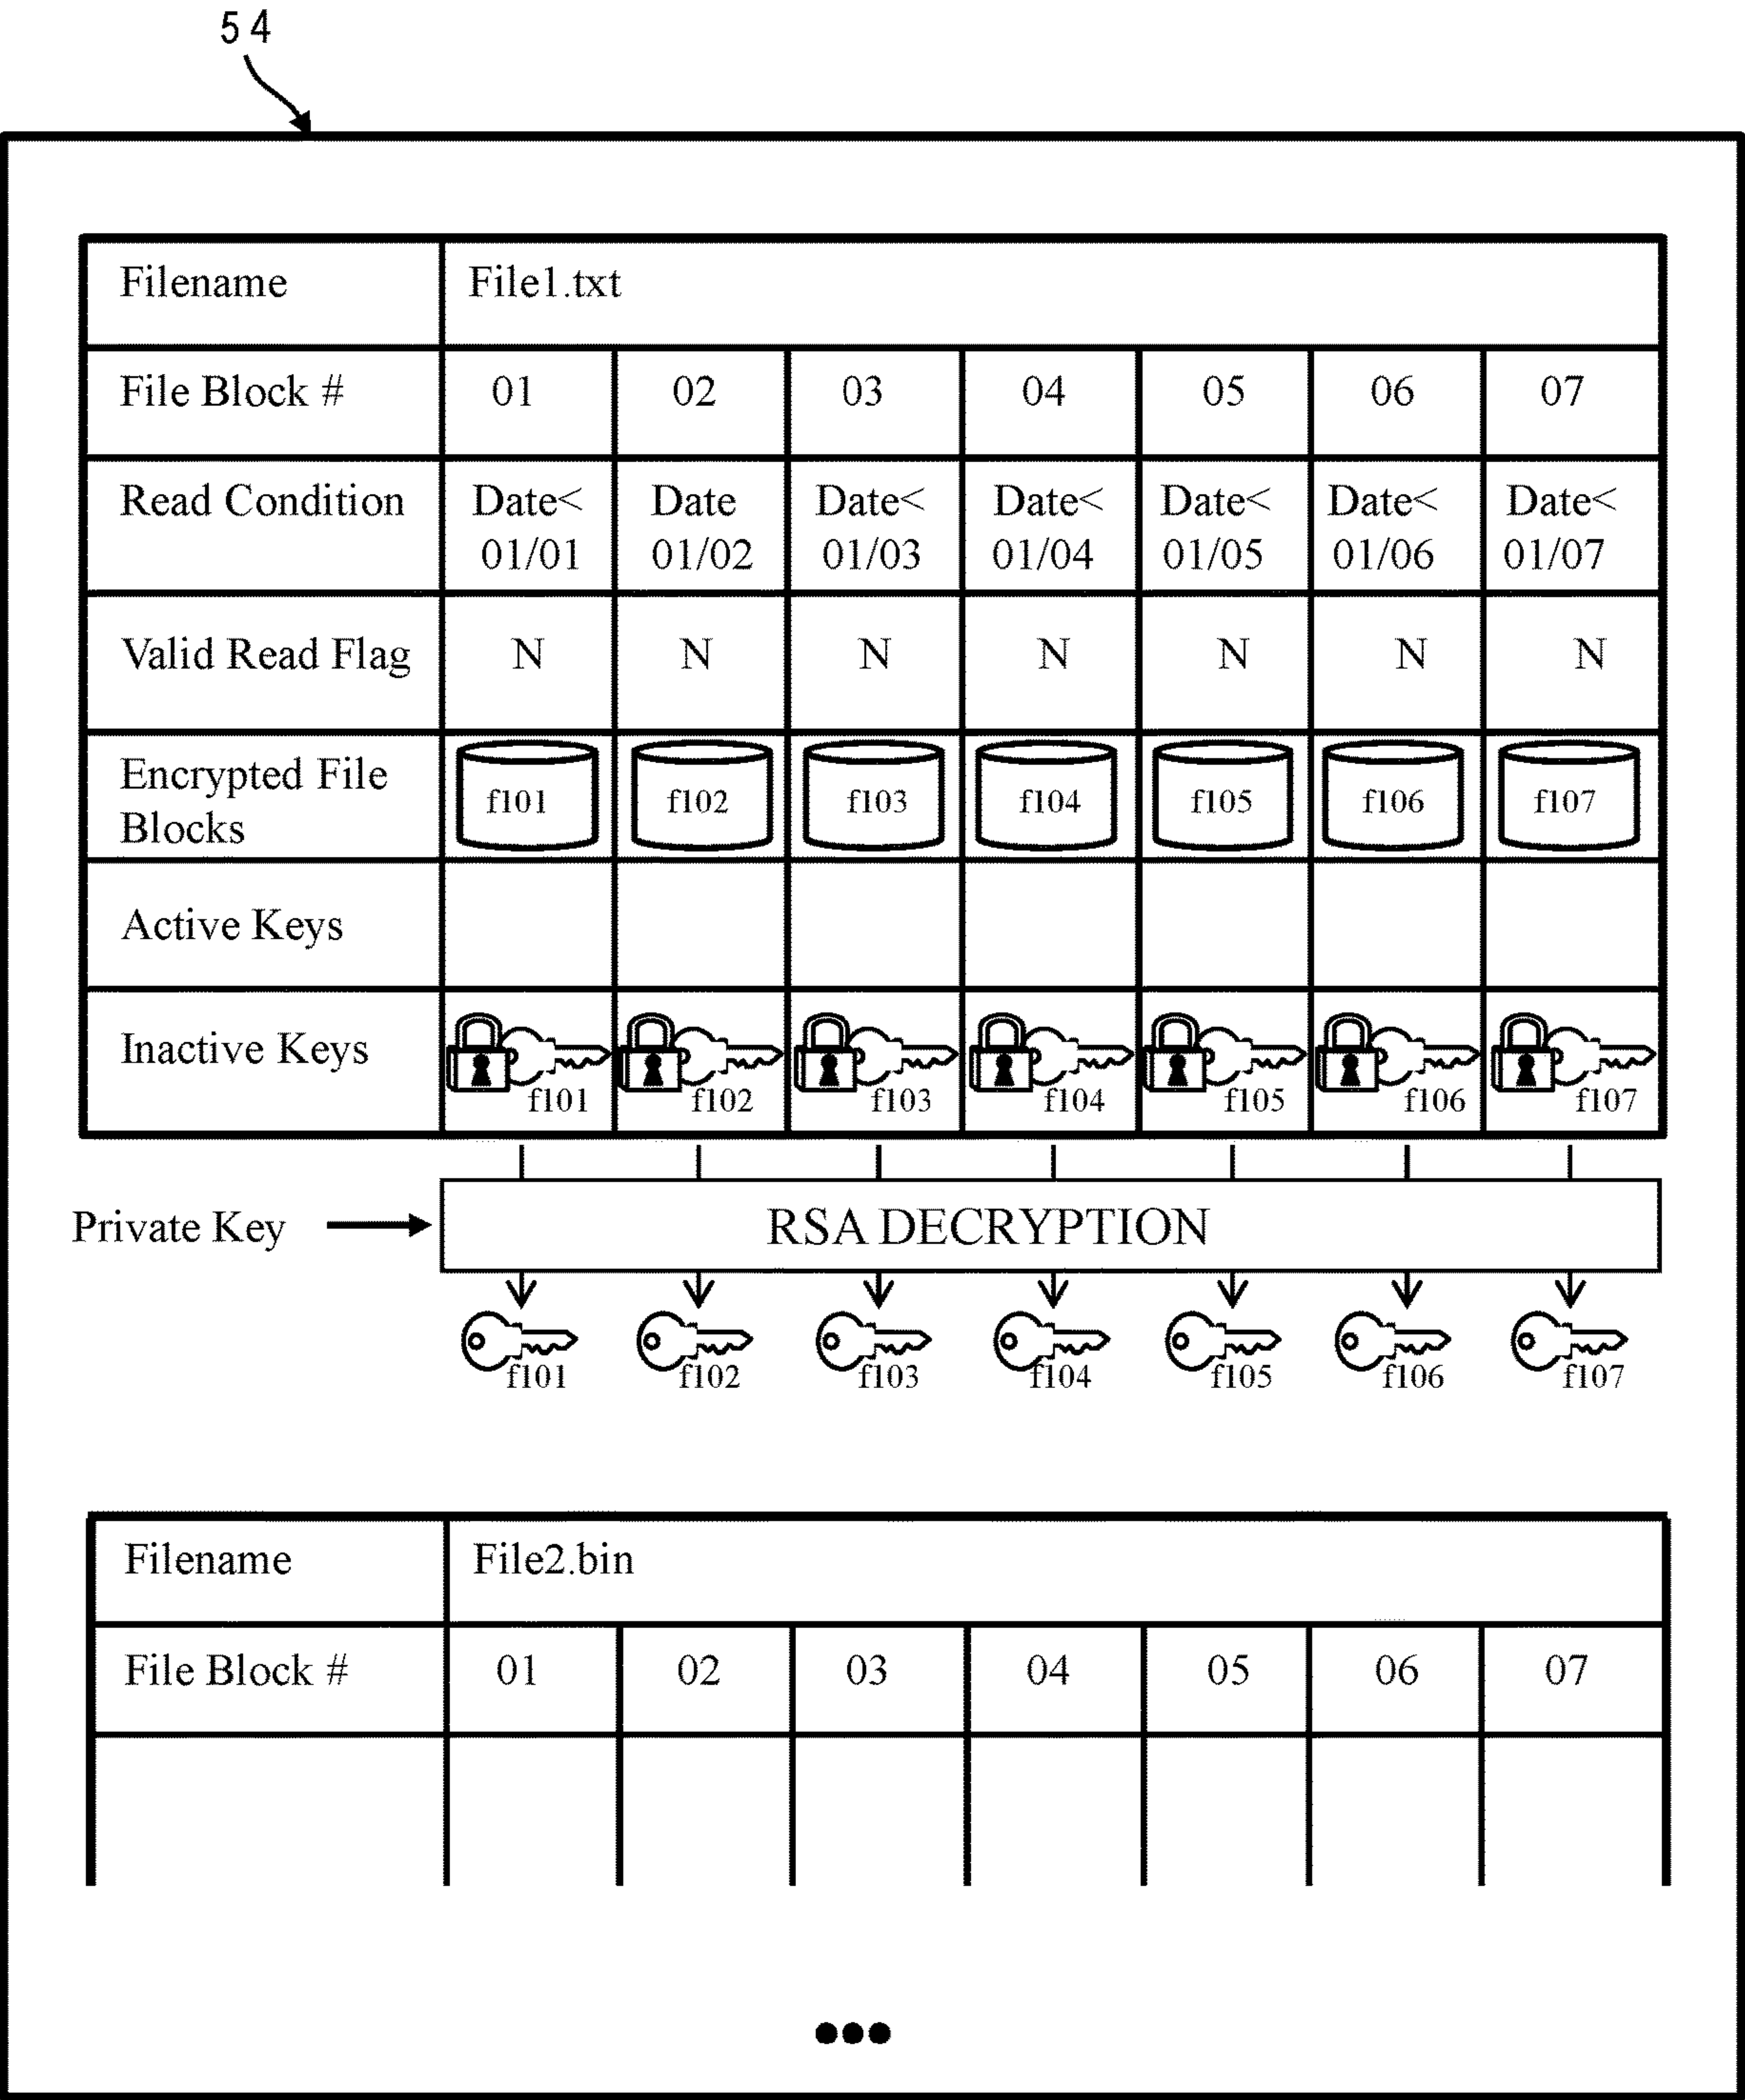 54
Filename File1.txt
File Block # 01 02 03 04 05 06 07
Read Condition Date< Date Date< Date< Date< Date< Date<
01/01 01/02 01/03 01/04 01/05 01/06 01/07
Valid Read Flag N N N N N N N
Encrypted File
Blocks
f101 f102 f103 f104 f105 f106 f107
Active Keys
Inactive Keys
f101 f102 f103 f104 f105 f106 f107
Private Key RSA DECRYPTION
f101 f102 f103 f104 f105 f106 f107
Filename File2.bin
File Block # 01 02 03 04 05 06 07